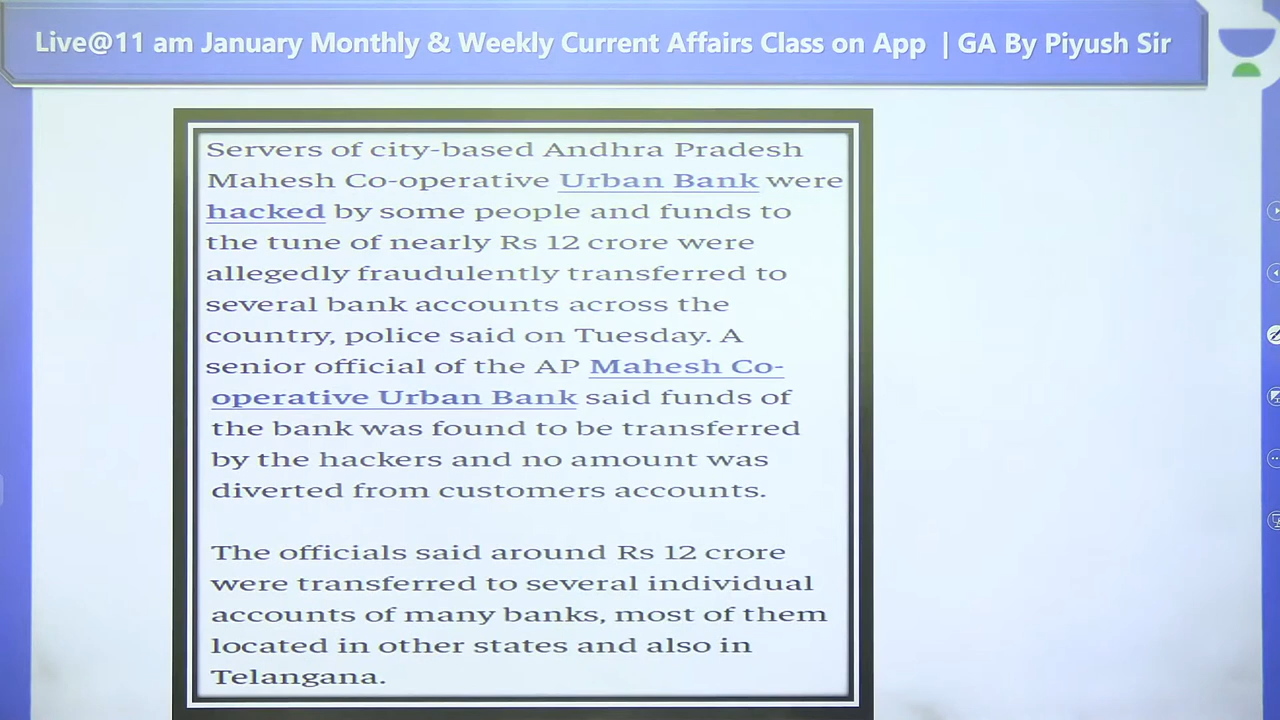 Live@11 am January Monthly & Weekly Current Affairs Class on App | GA By Piyush Sir
Servers of city-based Andhra Pradesh
Mahesh Co-operative Urban Bank were
hacked by some people and funds to
the tune of nearly Rs 12 crore were
allegedly fraudulently transferred to
several bank accounts across the
country, police said on Tuesday. A
senior official of the AP Mahesh Co-
operative Urban Bank said funds of
the bank was found to be transferred
by the hackers and no amount was
diverted from customers accounts.
The officials said around Rs 12 crore
were transferred to several individual
accounts of many banks, most of them
located in other states and also in
Telangana.